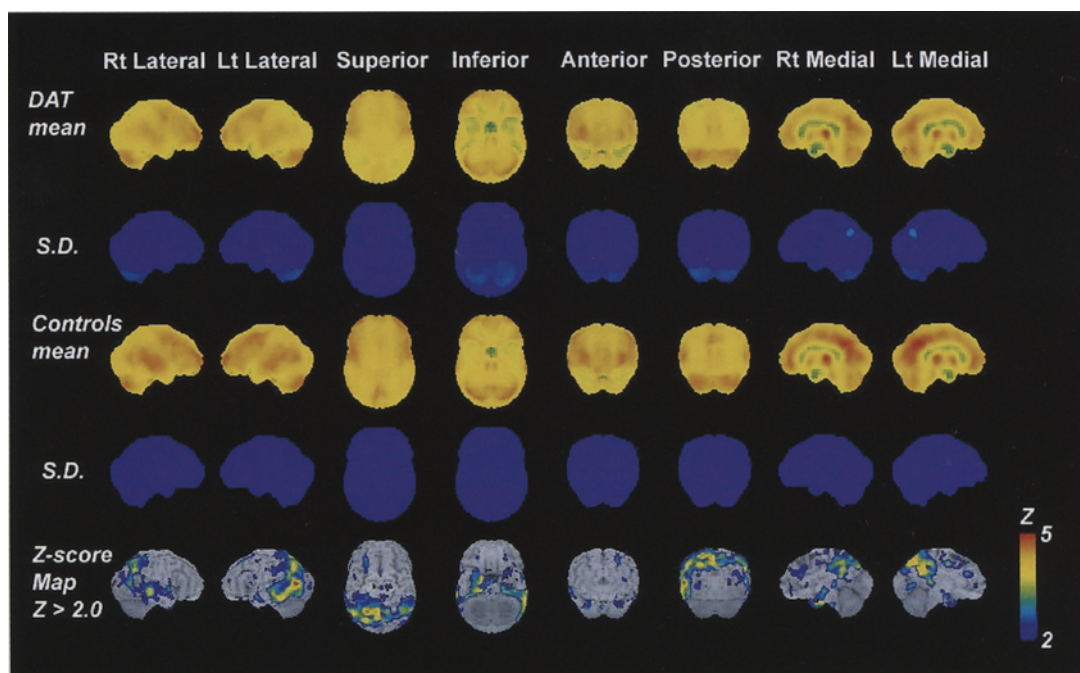 Rt Lateral Lt Lateral Superior Inferior Anterior Posterior Rt Medial Lt Medial
DAT
mean
S.D.
Controls
mean
S.D.
Z-score
Map
Z > 2.0
Z
5
2